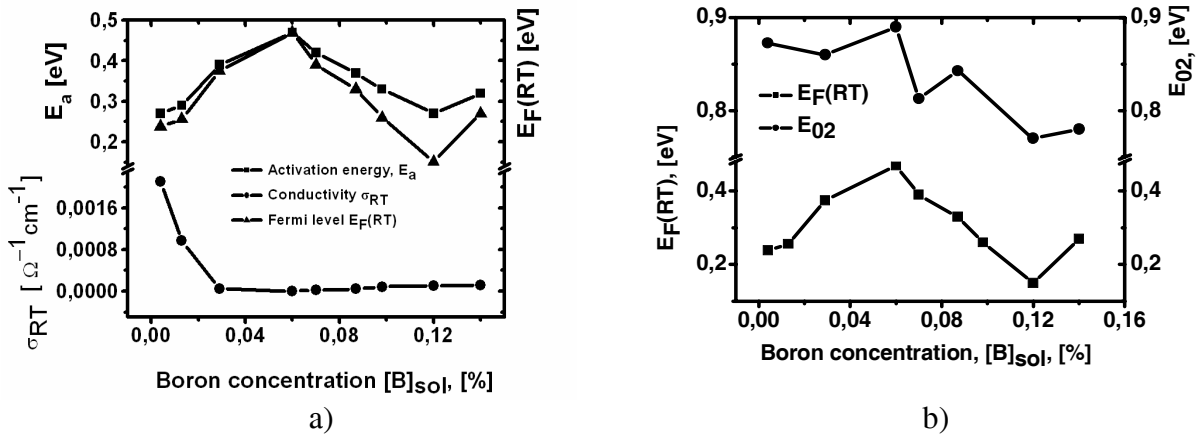 0,5
0,4
0,3
0,2
E_a [eV]
E_F(RT) [eV]
Activation energy, E_a
Conductivity σ_RT
Fermi level E_F(RT)
0,0016
0,0008
0,0000
σ_RT [ Ω⁻¹ cm⁻¹]
0,00
0,04
0,08
0,12
Boron concentration [B]_sol, [%]
a)
0,9
0,8
0,4
0,2
E_F(RT), [eV]
E_F(RT)
E_02
0,9
0,8
0,4
0,2
E_02, [eV]
0,00
0,04
0,08
0,12
0,16
Boron concentration, [B]_sol, [%]
b)